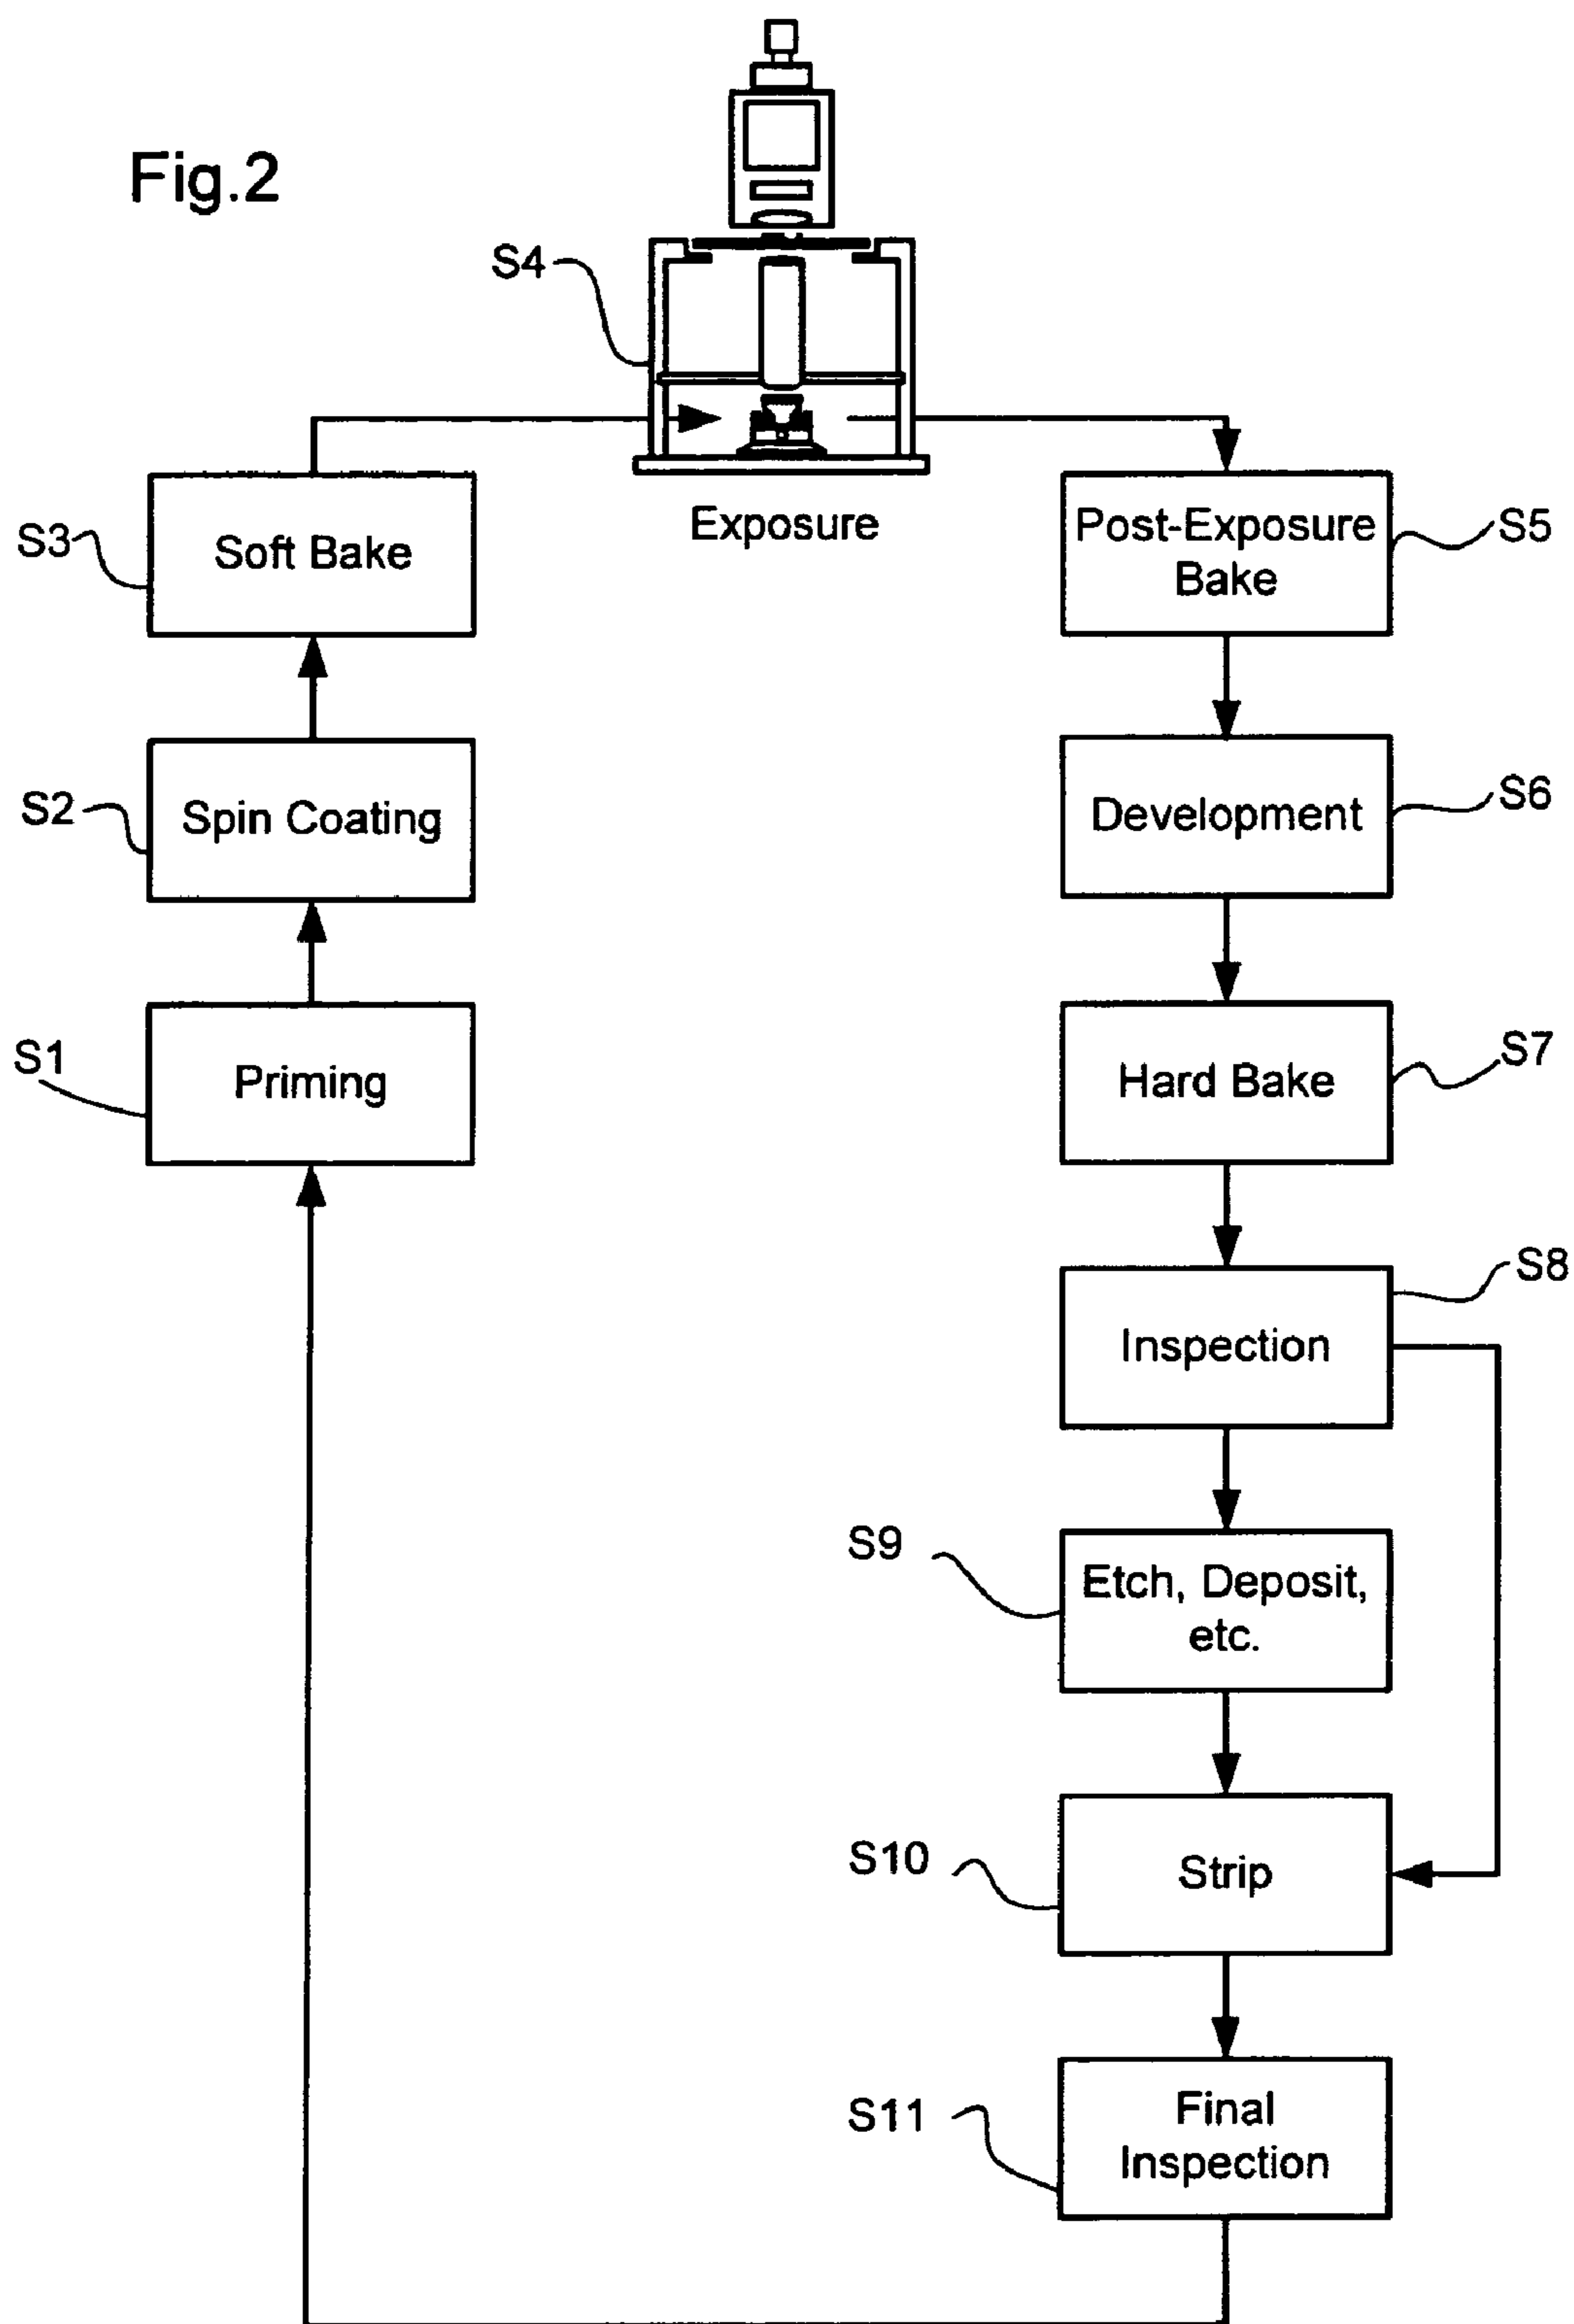 Fig.2
S4
Exposure
S3
Soft Bake
Post-Exposure
Bake
S5
S2
Spin Coating
Development
S6
S1
Priming
Hard Bake
S7
S8
Inspection
S9
Etch, Deposit,
etc.
S10
Strip
S11
Final
Inspection